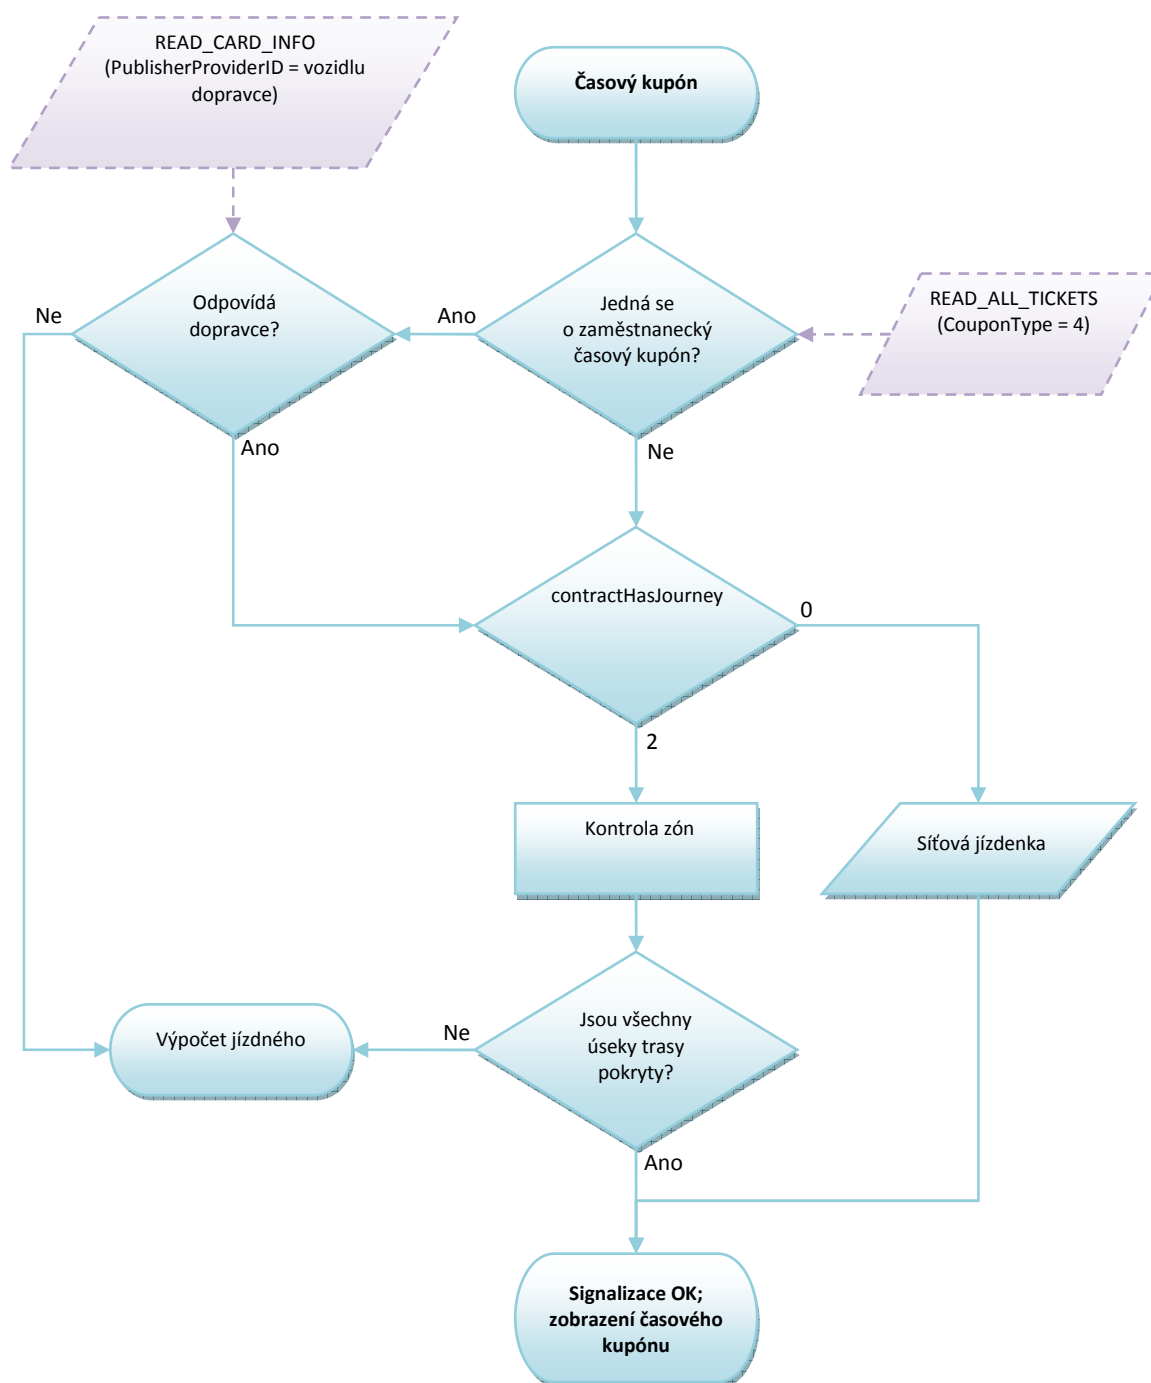 READ_CARD_INFO
(PublisherProviderID = vozidlu
dopravce)
Časový kupón
Ne
Odpovídá
dopravce?
Ano
Jedná se
o zaměstnanecký
časový kupón?
READ_ALL_TICKETS
(CouponType = 4)
Ano
Ne
contractHasJourney
0
2
Kontrola zón
Síťová jízdenka
Výpočet jízdného
Ne
Jsou všechny
úseky trasy
pokryty?
Ano
Signalizace OK;
zobrazení časového
kupónu